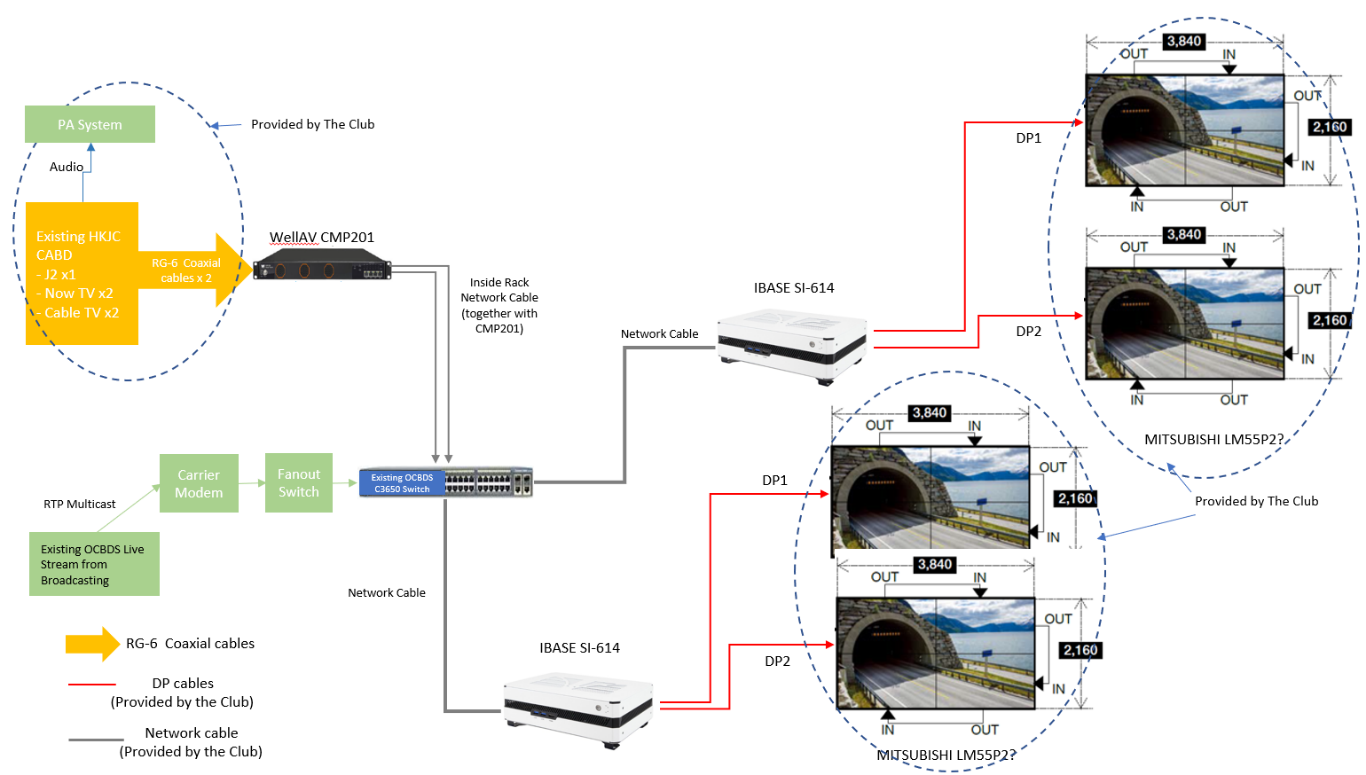 PA System
Provided by The Club
Audio
Existing HKJC
CABD
- J2 x1
- Now TV x2
- Cable TV x2
RG-6 Coaxial
cables x 2
WellAV CMP201
Inside Rack
Network Cable
(together with
CMP201)
Network Cable
IBASE SI-614
DP1
DP2
3,840
OUT
IN
OUT
2,160
IN
IN
OUT
3,840
OUT
IN
OUT
2,160
IN
IN
OUT
MITSUBISHI LM55P2?
Provided by The Club
Carrier
Modem
Fanout
Switch
Existing OCBDS
C3650 Switch
RTP Multicast
Existing OCBDS Live
Stream from
Broadcasting
Network Cable
IBASE SI-614
DP1
DP2
3,840
OUT
IN
OUT
2,160
IN
3,840
OUT
IN
OUT
2,160
IN
IN
OUT
MITSUBISHI LM55P2?
RG-6 Coaxial cables
DP cables
(Provided by the Club)
Network cable
(Provided by the Club)